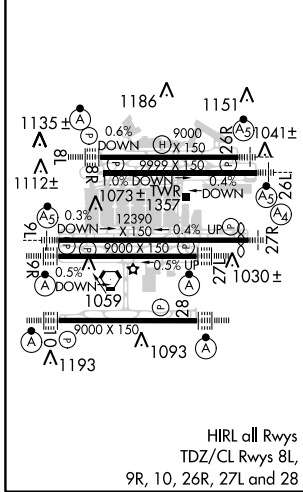 1186
1151
1135 ±
A
P
0.6%
DOWN
H
9000
X 150
26R
A5
1041 ±
8L
8R
P
9999 X 150
P
1112 ±
1.0% DOWN
TWR
1357
0.4%
DOWN
26L
A5
A4
1073 ±
A5
0.3%
DOWN
12390
X 150
0.4% UP
P
27R
A5
9L
9R
P
P
9000 X 150
P
27L
1030 ±
A
0.5%
DOWN
1059
0.5% UP
A
28
P
9000 X 150
A
10
P
A
1193
1093
HIRL all Rwys
TDZ/CL Rwys 8L,
9R, 10, 26R, 27L and 28